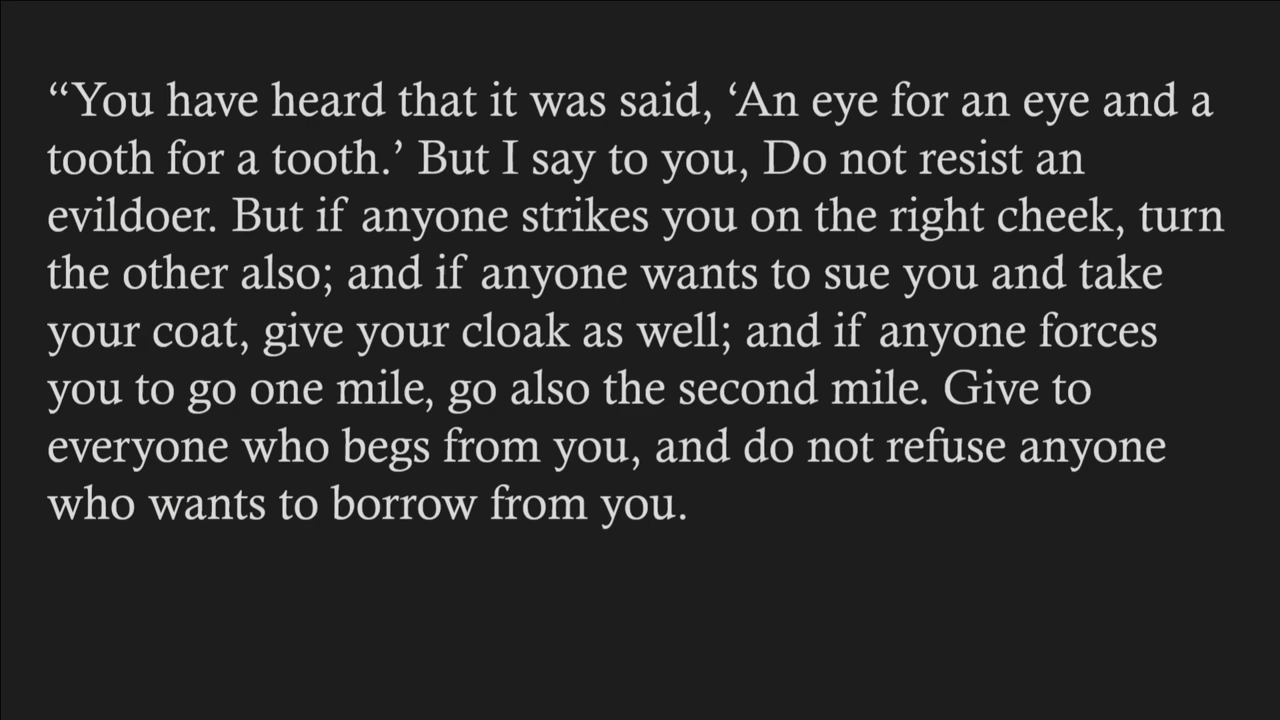 “You have heard that it was said, ‘An eye for an eye and a
tooth for a tooth.’ But I say to you, Do not resist an
evildoer. But if anyone strikes you on the right cheek, turn
the other also; and if anyone wants to sue you and take
your coat, give your cloak as well; and if anyone forces
you to go one mile, go also the second mile. Give to
everyone who begs from you, and do not refuse anyone
who wants to borrow from you.